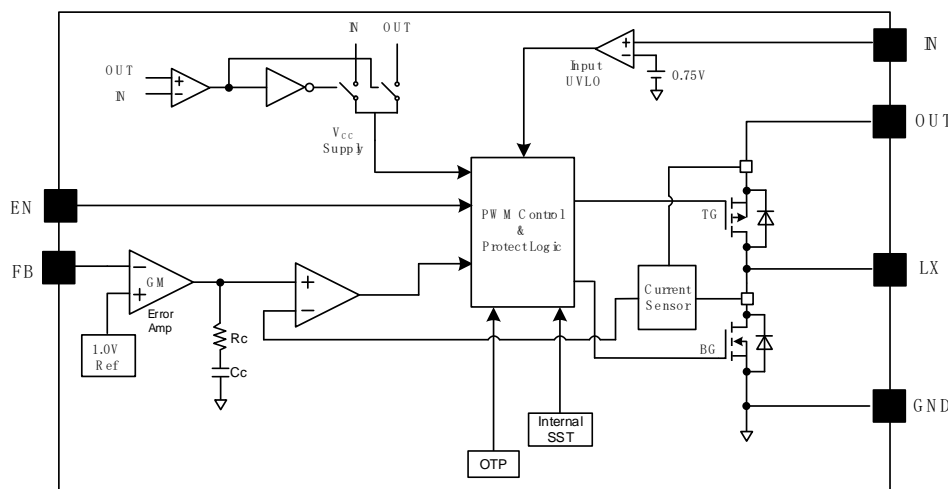 IN OUT
IN
OUT
IN
Input
UVLO
0.75V
OUT
VCC
Supply
EN
PWM Control
&
Protect Logic
TG
FB
GM
Error
Amp
LX
Current
Sensor
1.0V
Ref
Rc
Cc
BG
GND
Internal
SST
OTP